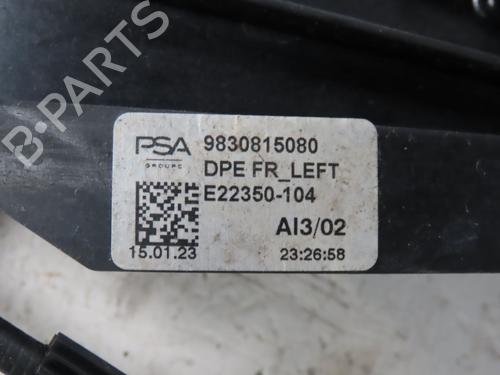 PSA
GROUPE
9830815080
DPE FR_LEFT
E22350-104
AI3/02
15.01.23
23:26:58
B-PARTS